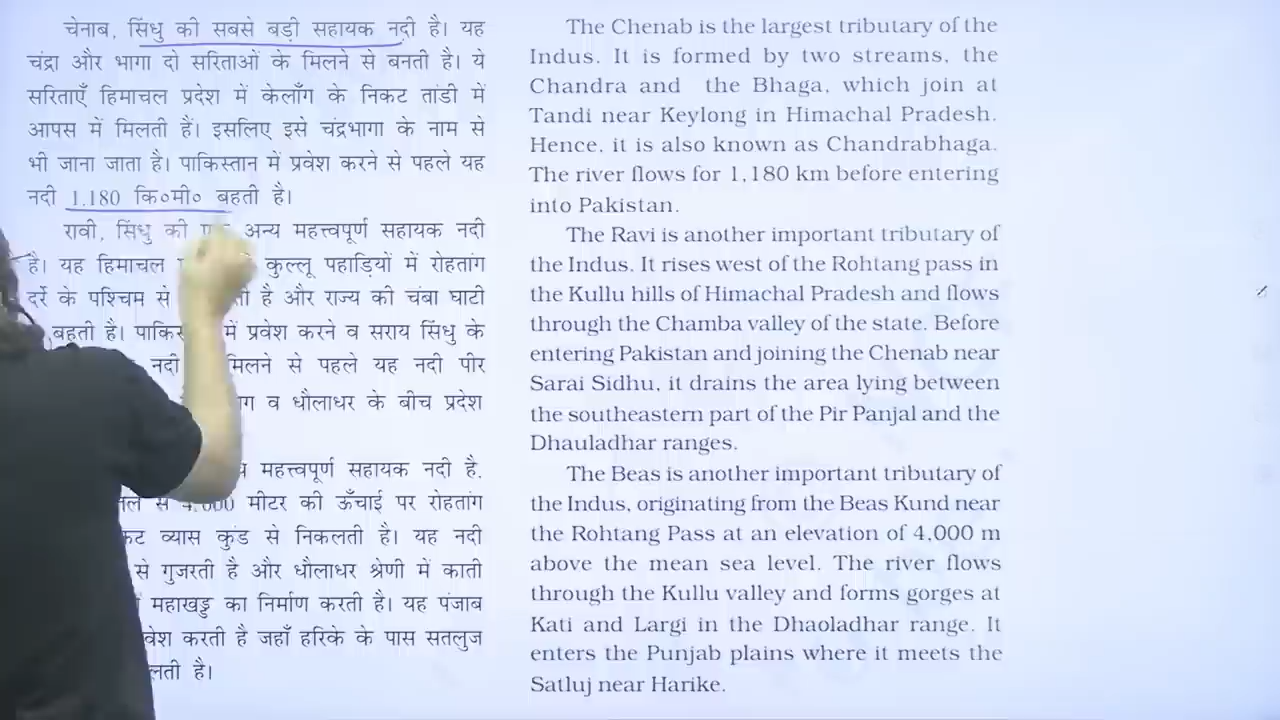 चेनाब, सिंधु की सबसे बड़ी सहायक नदी है। यह
चंद्रा और भागा दो सरिताओं के मिलने से बनती है। ये
सरिताएँ हिमाचल प्रदेश में केलाँग के निकट तांडी में
आपस में मिलती हैं। इसलिए इसे चंद्रभागा के नाम से
भी जाना जाता है। पाकिस्तान में प्रवेश करने से पहले यह
नदी 1,180 कि०मी० बहती है।
रावी, सिंधु की अन्य महत्त्वपूर्ण सहायक नदी
है। यह हिमाचल कुल्लू पहाड़ियों में रोहतांग
दर्रे के पश्चिम से है और राज्य की चंबा घाटी
बहती है। में प्रवेश करने व सराय सिंधु के
नदी मिलने से पहले यह नदी पीर
व धौलाधर के बीच प्रदेश
महत्त्वपूर्ण सहायक नदी है,
से 4,000 मीटर की ऊँचाई पर रोहतांग
व्यास कुंड से निकलती है। यह नदी
से गुजरती है और धौलाधर श्रेणी में काती
महाखड्ड का निर्माण करती है। यह पंजाब
करती है जहाँ हरिके के पास सतलुज
है।
The Chenab is the largest tributary of the
Indus. It is formed by two streams, the
Chandra and the Bhaga, which join at
Tandi near Keylong in Himachal Pradesh.
Hence, it is also known as Chandrabhaga.
The river flows for 1,180 km before entering
into Pakistan.
The Ravi is another important tributary of
the Indus. It rises west of the Rohtang pass in
the Kullu hills of Himachal Pradesh and flows
through the Chamba valley of the state. Before
entering Pakistan and joining the Chenab near
Sarai Sidhu, it drains the area lying between
the southeastern part of the Pir Panjal and the
Dhauladhar ranges.
The Beas is another important tributary of
the Indus, originating from the Beas Kund near
the Rohtang Pass at an elevation of 4,000 m
above the mean sea level. The river flows
through the Kullu valley and forms gorges at
Kati and Largi in the Dhaoladhar range. It
enters the Punjab plains where it meets the
Satluj near Harike.